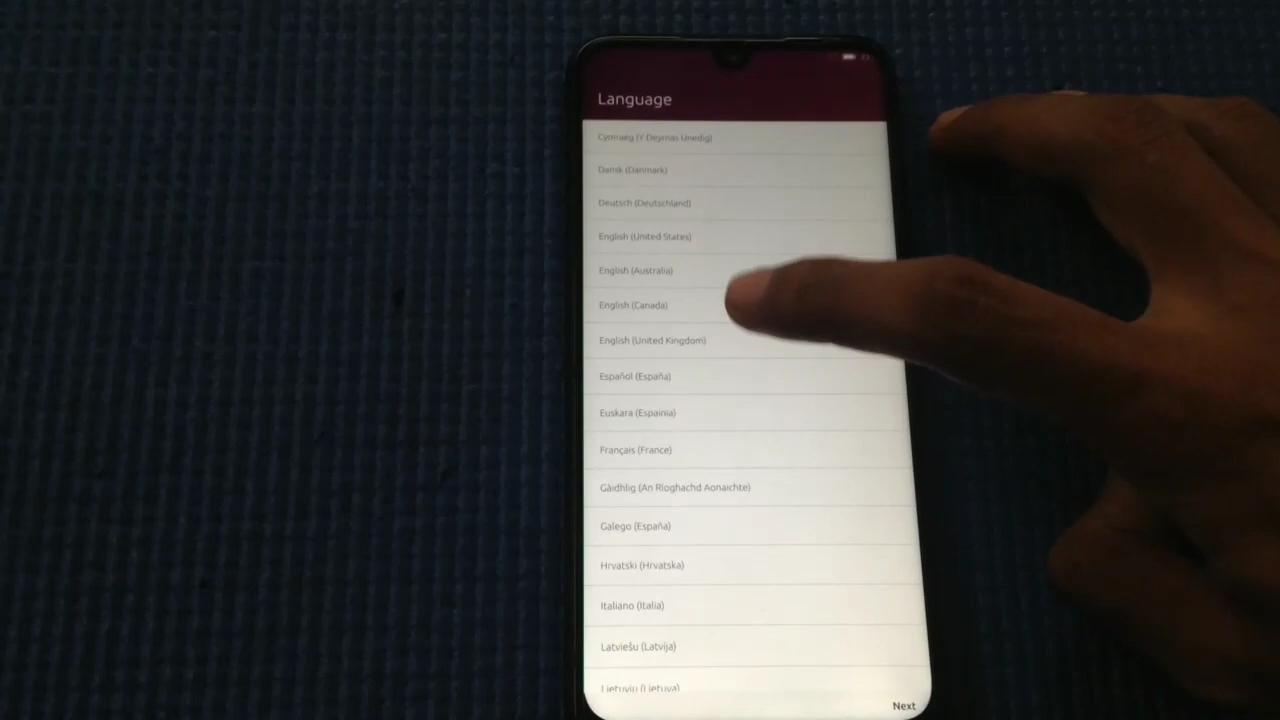 Language
Cymraeg (Y Deyrnas Unedig)
Dansk (Danmark)
Deutsch (Deutschland)
English (United States)
English (Australia)
English (Canada)
English (United Kingdom)
Español (España)
Euskara (Espainia)
Français (France)
Gàidhlig (An Rìoghachd Aonaichte)
Galego (España)
Hrvatski (Hrvatska)
Italiano (Italia)
Latviešu (Latvija)
Lietuvių (Lietuva)
Next